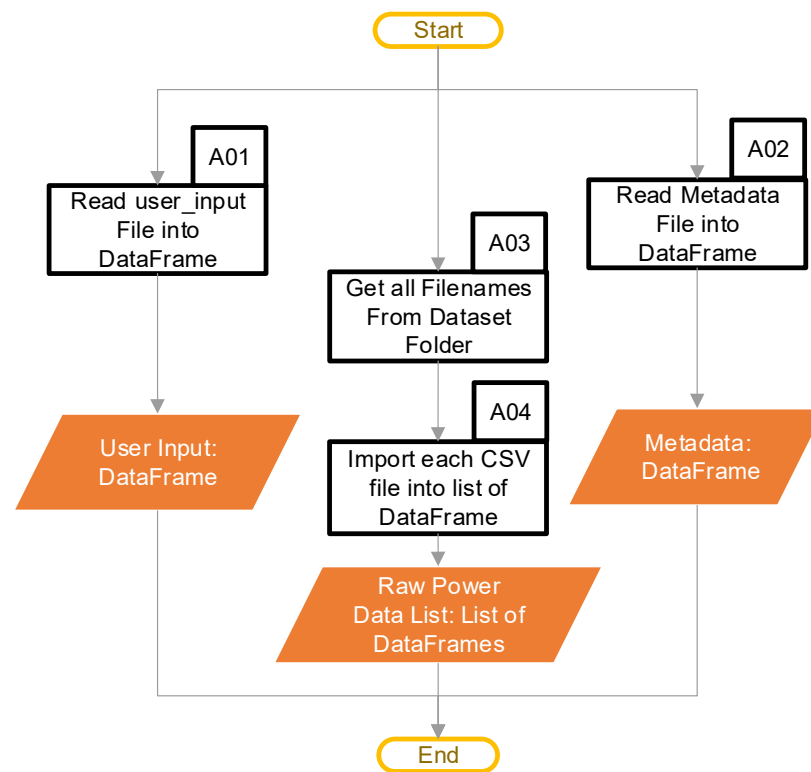 Start
A01
Read user_input
File into
DataFrame
User Input:
DataFrame
A03
Get all Filenames
From Dataset
Folder
A04
Import each CSV
file into list of
DataFrame
Raw Power
Data List: List of
DataFrames
A02
Read Metadata
File into
DataFrame
Metadata:
DataFrame
End